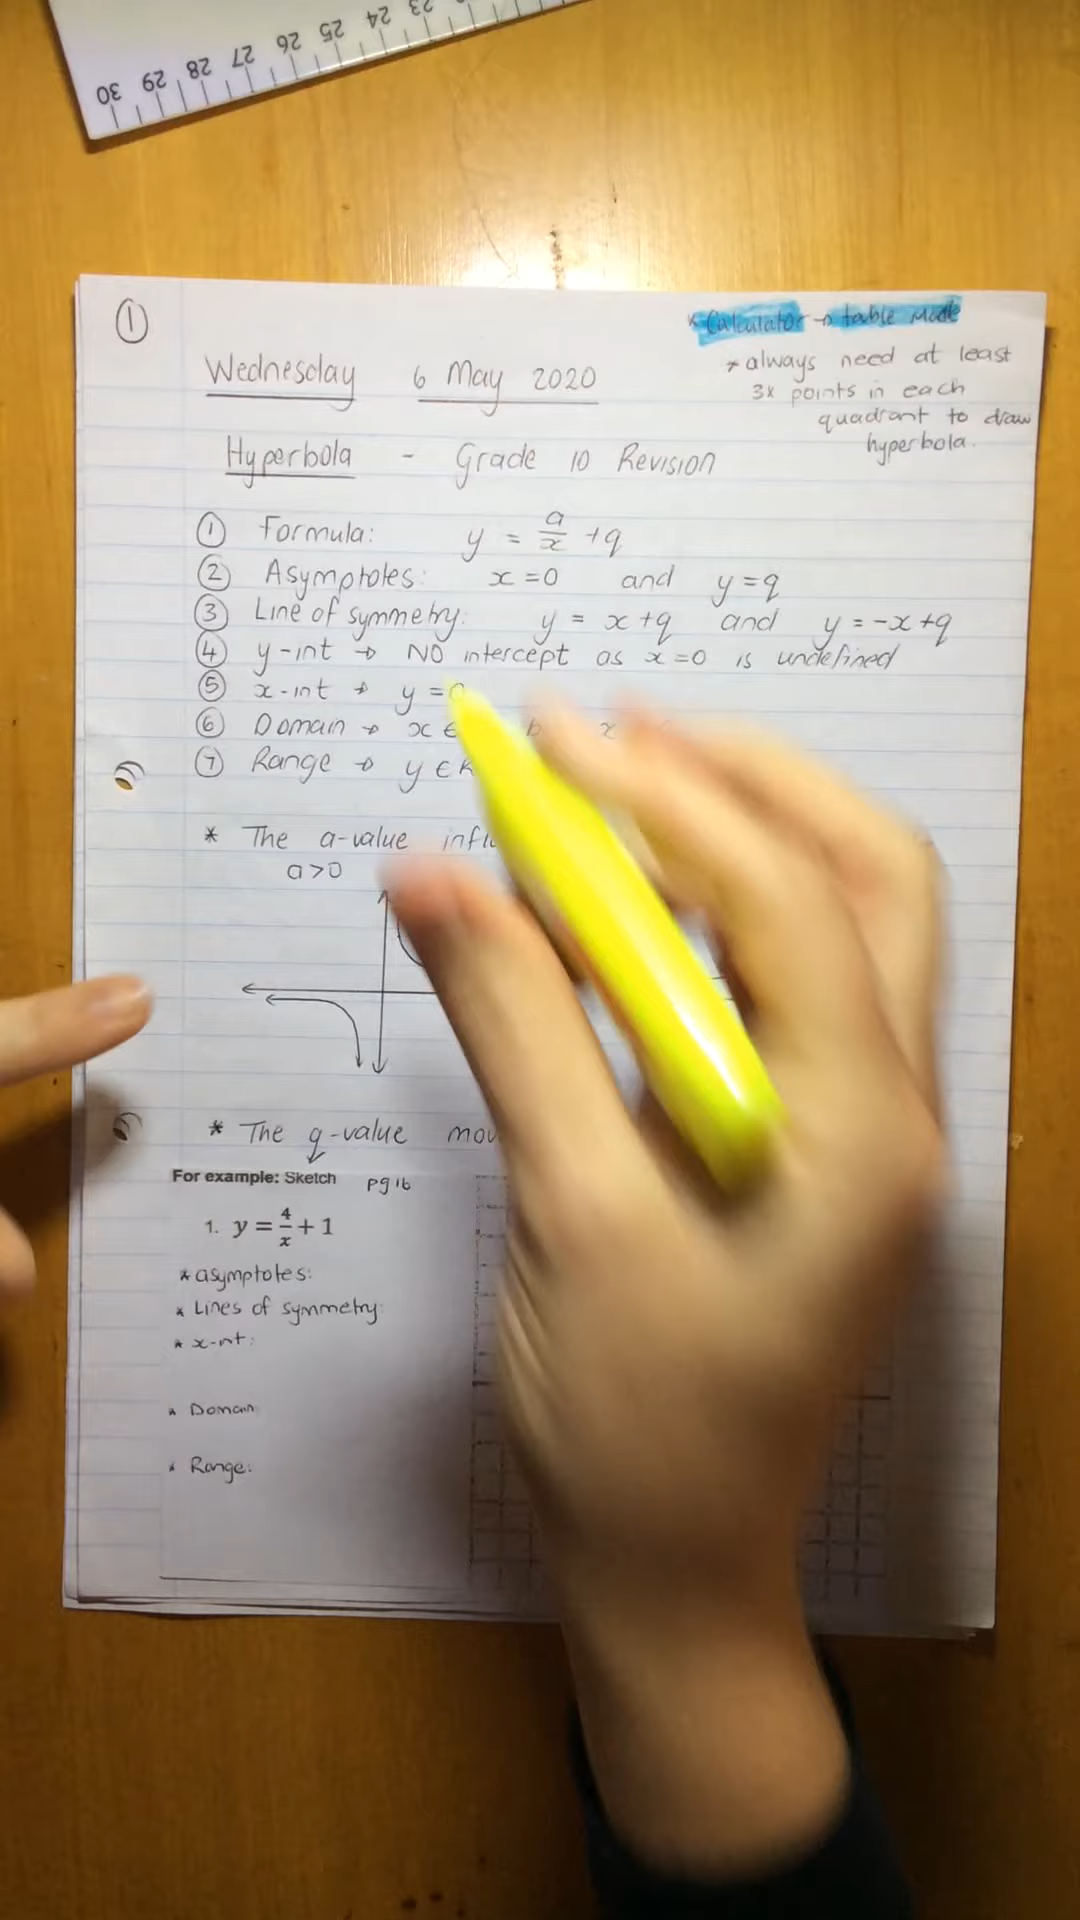 30 29 28 27 26 25 24 23
①
* Calculator → table Mode
* always need at least
3x points in each
quadrant to draw
hyperbola.
Wednesday 6 May 2020
Hyperbola - Grade 10 Revision
① Formula: y = a/x + q
② Asymptotes: x = 0 and y = q
③ Line of symmetry: y = x + q and y = -x + q
④ y-int → NO intercept as x = 0 is undefined
⑤ x-int → y = 0
⑥ Domain → x ∈ x
⑦ Range → y ∈ R
* The a-value
a > 0
* The q-value
For example: Sketch pg 16
1. y = 4/x + 1
* asymptotes:
* Lines of symmetry:
* x-int:
* Domain:
* Range: